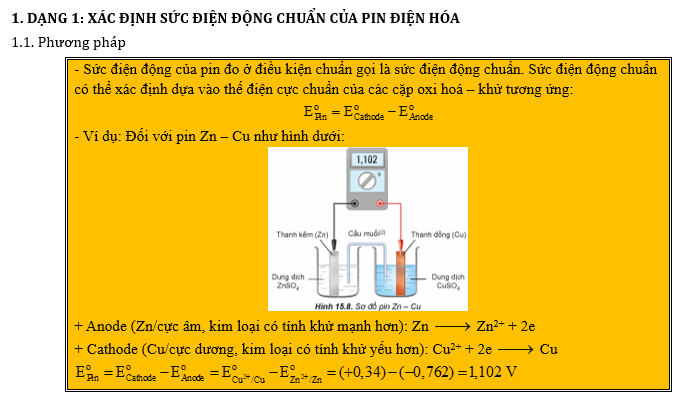 1. DẠNG 1: XÁC ĐỊNH SỨC ĐIỆN ĐỘNG CHUẨN CỦA PIN ĐIỆN HÓA
1.1. Phương pháp
- Sức điện động của pin đo ở điều kiện chuẩn gọi là sức điện động chuẩn. Sức điện động chuẩn
có thể xác định dựa vào thế điện cực chuẩn của các cặp oxi hoá – khử tương ứng:
E°Pin = E°Cathode − E°Anode
- Ví dụ: Đối với pin Zn – Cu như hình dưới:
1,102
V
Thanh kẽm (Zn) Cầu muối(2) Thanh đồng (Cu)
Dung dịch
ZnSO₄
Dung dịch
CuSO₄
Hình 15.8. Sơ đồ pin Zn – Cu
+ Anode (Zn/cực âm, kim loại có tính khử mạnh hơn): Zn ⟶ Zn²⁺ + 2e
+ Cathode (Cu/cực dương, kim loại có tính khử yếu hơn): Cu²⁺ + 2e ⟶ Cu
E°Pin = E°Cathode − E°Anode = E°Cu²⁺/Cu − E°Zn²⁺/Zn = (+0,34) − (−0,762) = 1,102 V